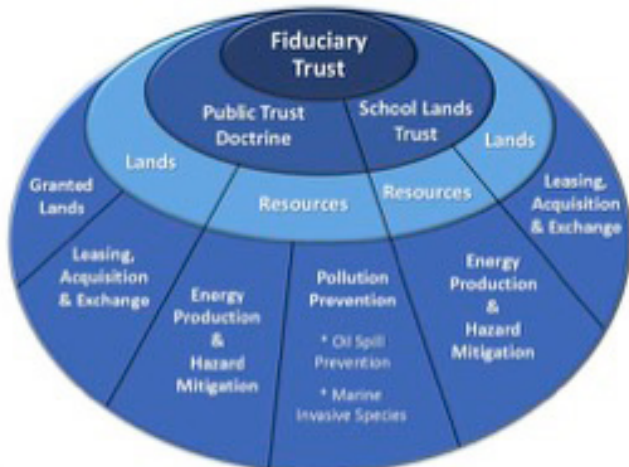 Fiduciary
Trust
Public Trust
Doctrine
School Lands
Trust
Lands
Resources
Resources
Lands
Granted
Lands
Leasing,
Acquisition
& Exchange
Energy
Production
&
Hazard
Mitigation
Pollution
Prevention
* Oil Spill
Prevention
* Marine
Invasive Species
Energy
Production
&
Hazard
Mitigation
Leasing,
Acquisition
& Exchange